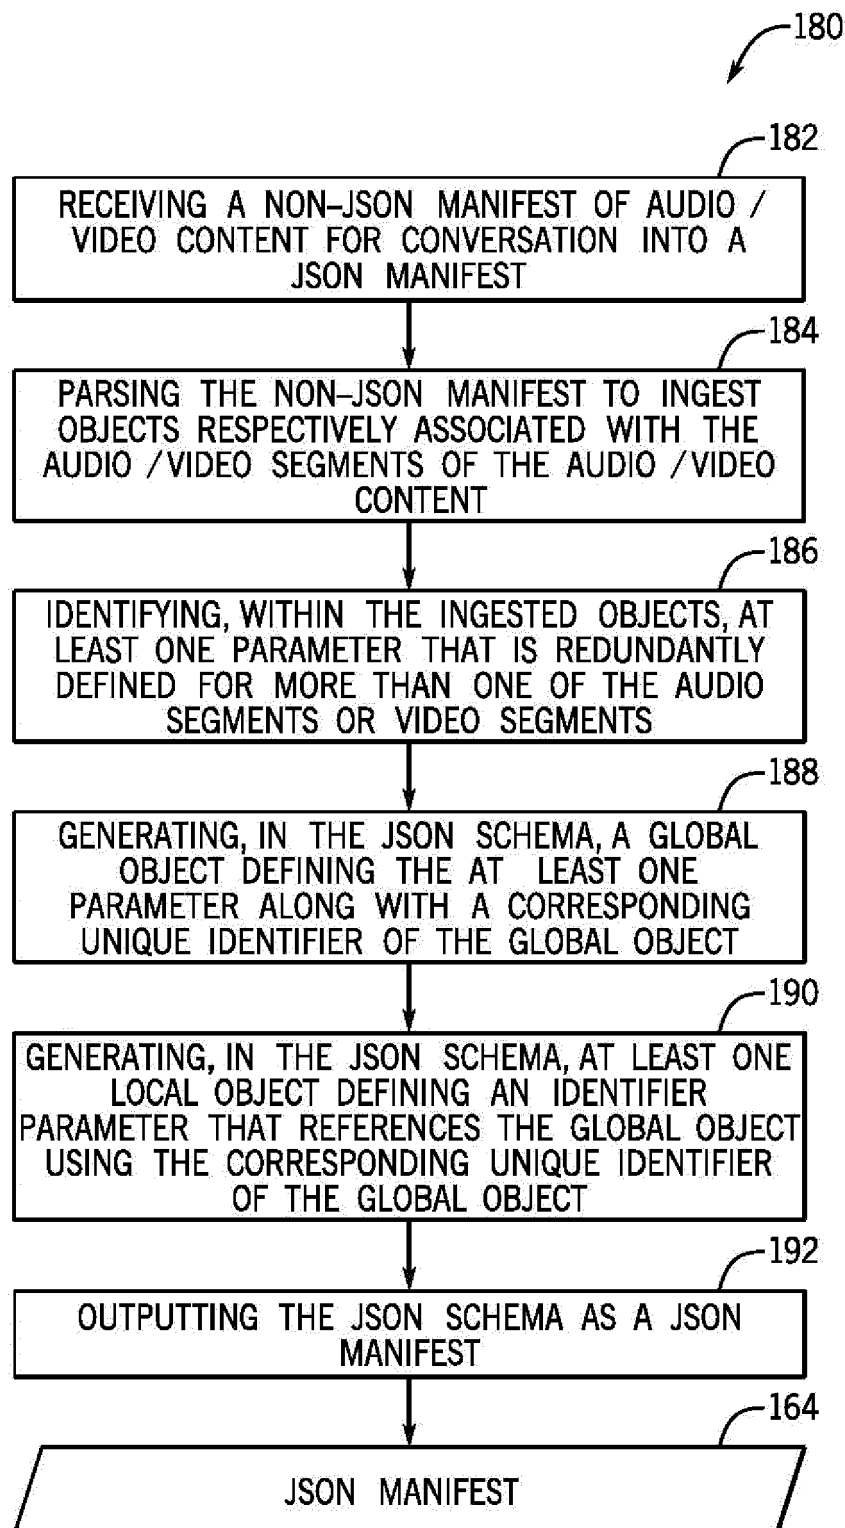 180
182
RECEIVING A NON–JSON MANIFEST OF AUDIO /
VIDEO CONTENT FOR CONVERSATION INTO A
JSON MANIFEST
184
PARSING THE NON–JSON MANIFEST TO INGEST
OBJECTS RESPECTIVELY ASSOCIATED WITH THE
AUDIO /VIDEO SEGMENTS OF THE AUDIO /VIDEO
CONTENT
186
IDENTIFYING, WITHIN THE INGESTED OBJECTS, AT
LEAST ONE PARAMETER THAT IS REDUNDANTLY
DEFINED FOR MORE THAN ONE OF THE AUDIO
SEGMENTS OR VIDEO SEGMENTS
188
GENERATING, IN THE JSON SCHEMA, A GLOBAL
OBJECT DEFINING THE AT LEAST ONE
PARAMETER ALONG WITH A CORRESPONDING
UNIQUE IDENTIFIER OF THE GLOBAL OBJECT
190
GENERATING, IN THE JSON SCHEMA, AT LEAST ONE
LOCAL OBJECT DEFINING AN IDENTIFIER
PARAMETER THAT REFERENCES THE GLOBAL OBJECT
USING THE CORRESPONDING UNIQUE IDENTIFIER
OF THE GLOBAL OBJECT
192
OUTPUTTING THE JSON SCHEMA AS A JSON
MANIFEST
164
JSON MANIFEST